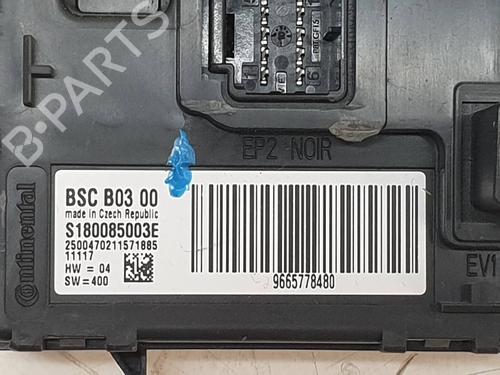 B-PARTS
EP2 NOIR
BSC B03 00
made in Czech Republic
S180085003E
2500470211571885
11117
HW = 04
SW = 400
9665778480
Continental
EV1